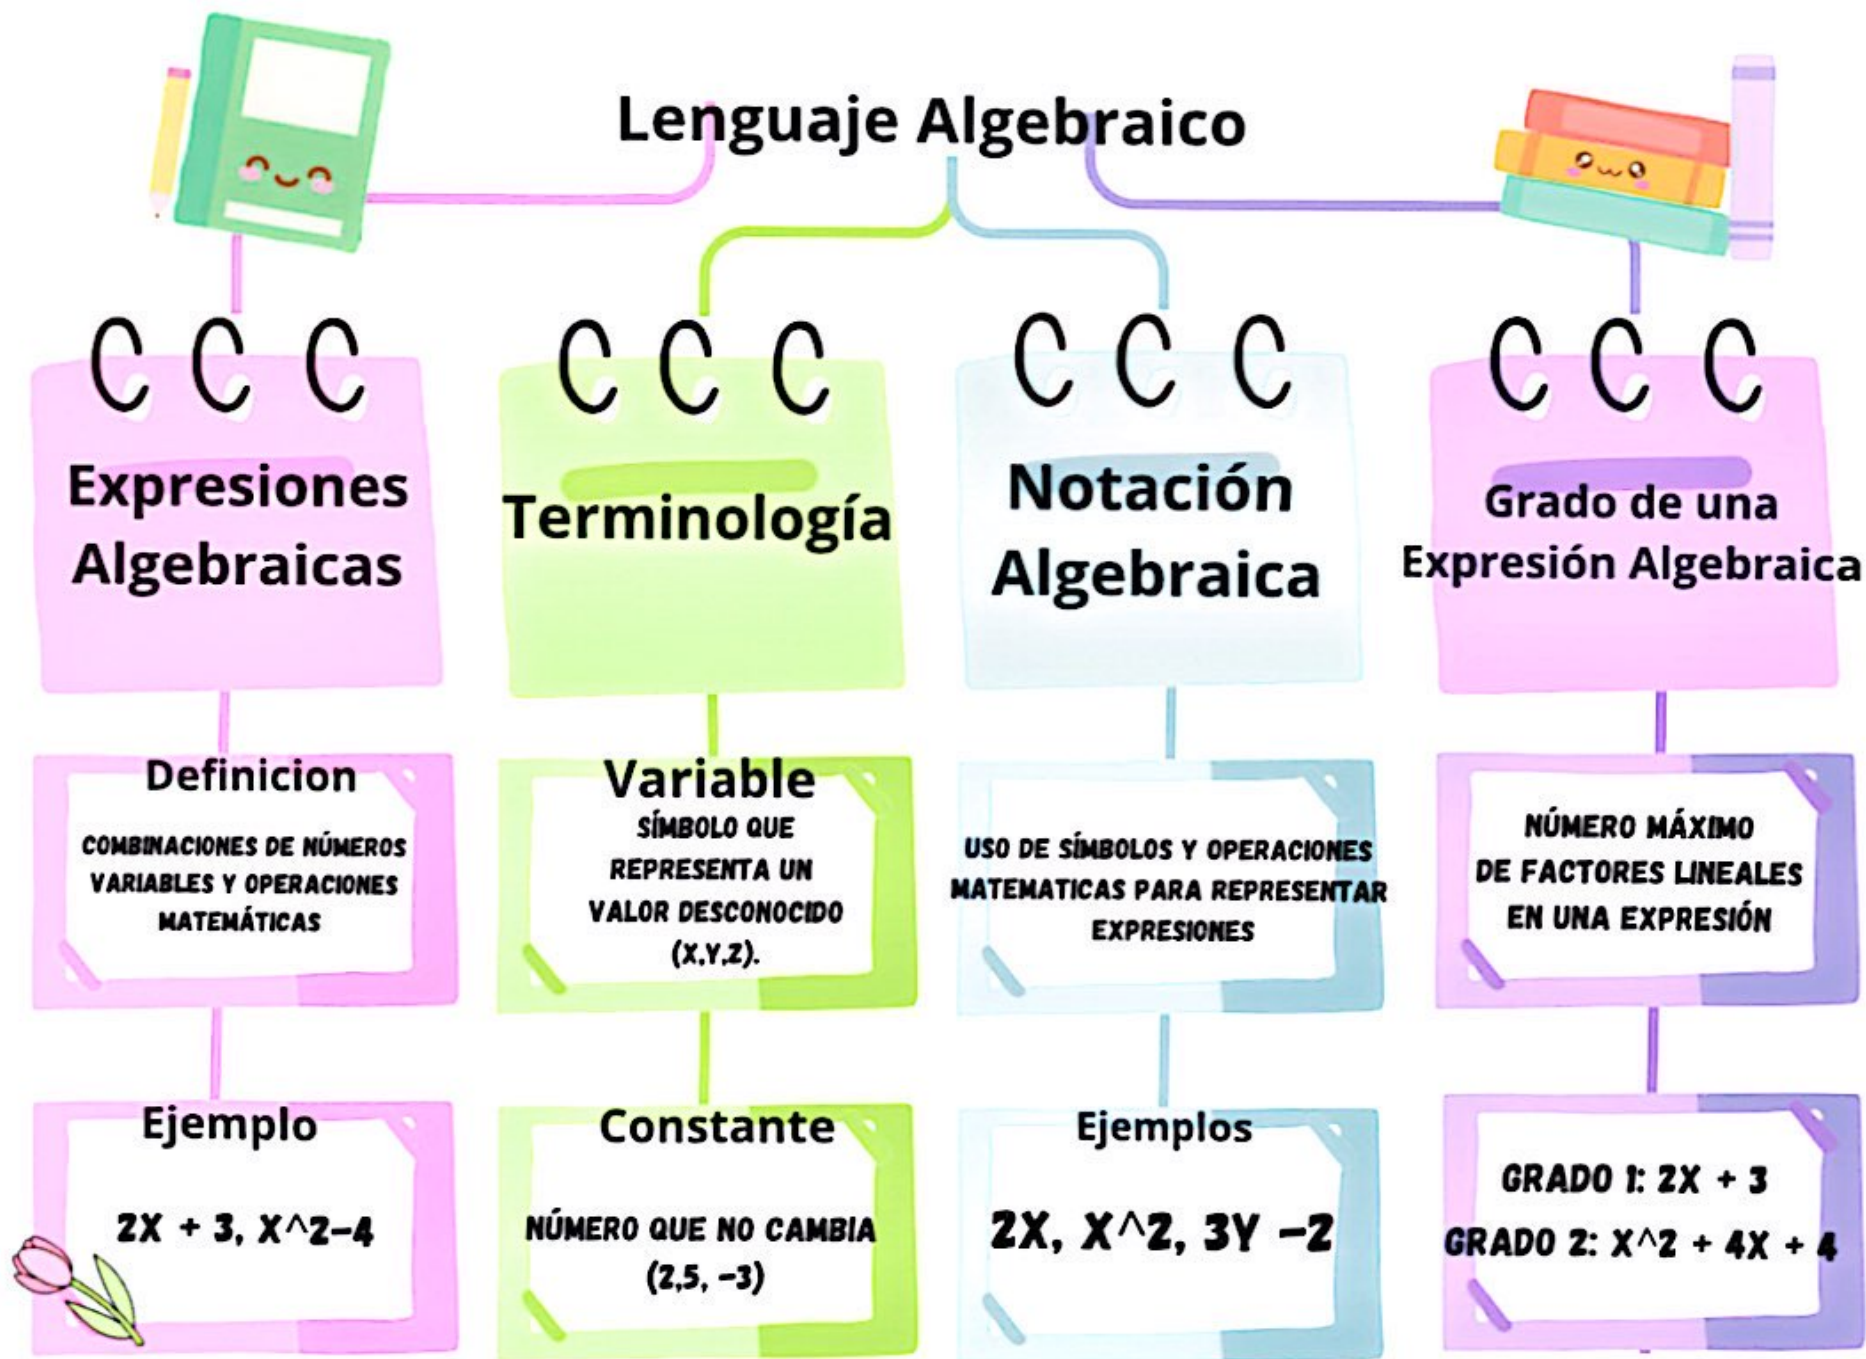 Lenguaje Algebraico
Expresiones
Algebraicas
Definicion
COMBINACIONES DE NÚMEROS
VARIABLES Y OPERACIONES
MATEMÁTICAS
Ejemplo
2X + 3, X^2-4
Terminología
Variable
SÍMBOLO QUE
REPRESENTA UN
VALOR DESCONOCIDO
(X,Y,Z).
Constante
NÚMERO QUE NO CAMBIA
(2,5, -3)
Notación
Algebraica
USO DE SÍMBOLOS Y OPERACIONES
MATEMATICAS PARA REPRESENTAR
EXPRESIONES
Ejemplos
2X, X^2, 3Y -2
Grado de una
Expresión Algebraica
NÚMERO MÁXIMO
DE FACTORES LINEALES
EN UNA EXPRESIÓN
GRADO 1: 2X + 3
GRADO 2: X^2 + 4X + 4